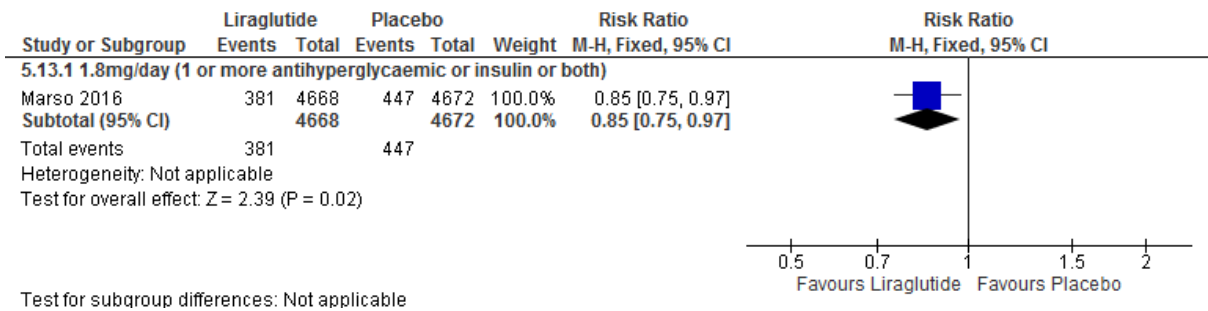 Liraglutide Placebo Risk Ratio Risk Ratio
Study or Subgroup Events Total Events Total Weight M-H, Fixed, 95% CI M-H, Fixed, 95% CI
5.13.1 1.8mg/day (1 or more antihyperglycaemic or insulin or both)
Marso 2016 381 4668 447 4672 100.0% 0.85 [0.75, 0.97]
Subtotal (95% CI) 4668 4672 100.0% 0.85 [0.75, 0.97]
Total events 381 447
Heterogeneity: Not applicable
Test for overall effect: Z = 2.39 (P = 0.02)
0.5 0.7 1 1.5 2
Favours Liraglutide Favours Placebo
Test for subgroup differences: Not applicable